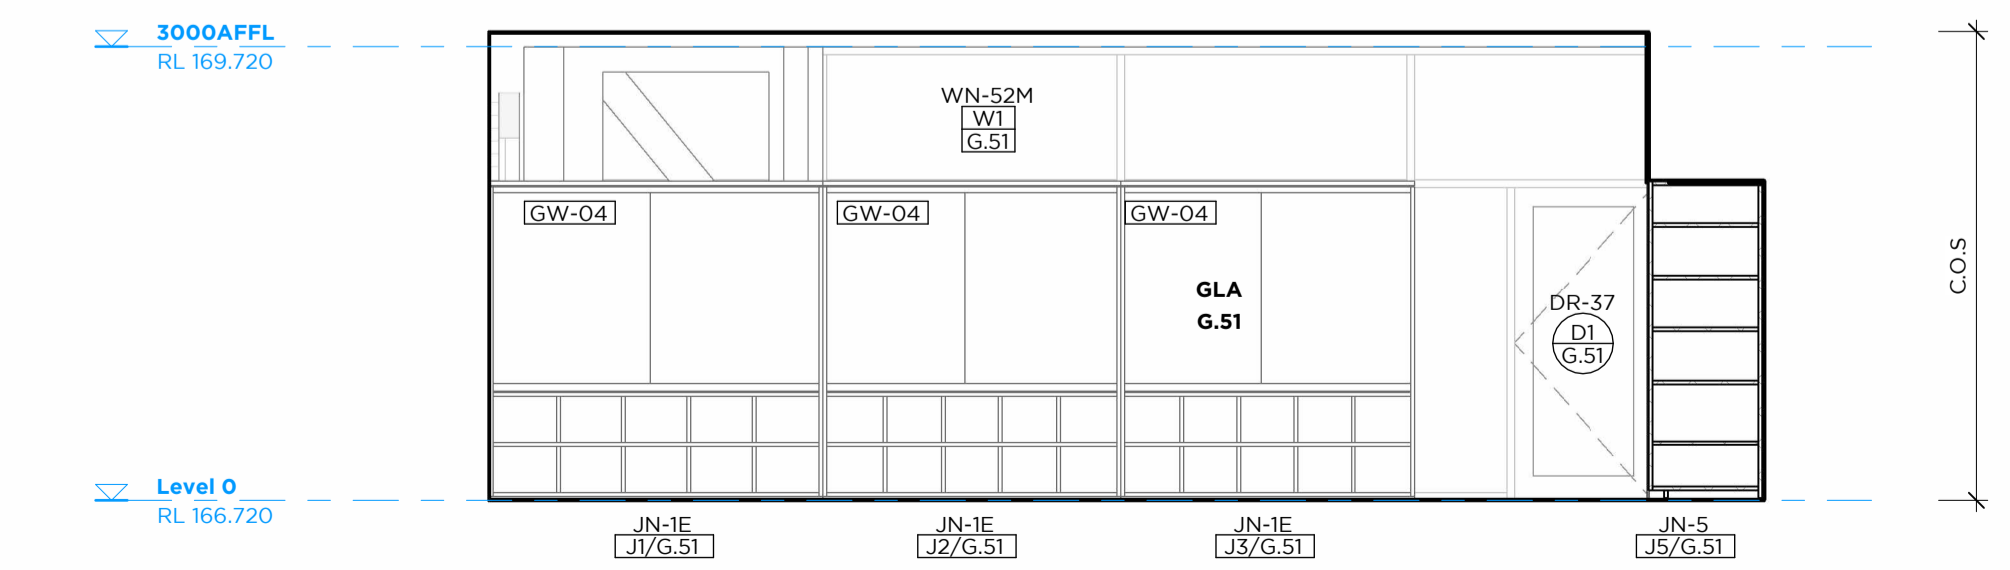 3000AFFL
RL 169.720
WN-52M
W1
G.51
GW-04
GW-04
GW-04
GLA
G.51
DR-37
D1
G.51
C.O.S
Level 0
RL 166.720
JN-1E
J1/G.51
JN-1E
J2/G.51
JN-1E
J3/G.51
JN-5
J5/G.51